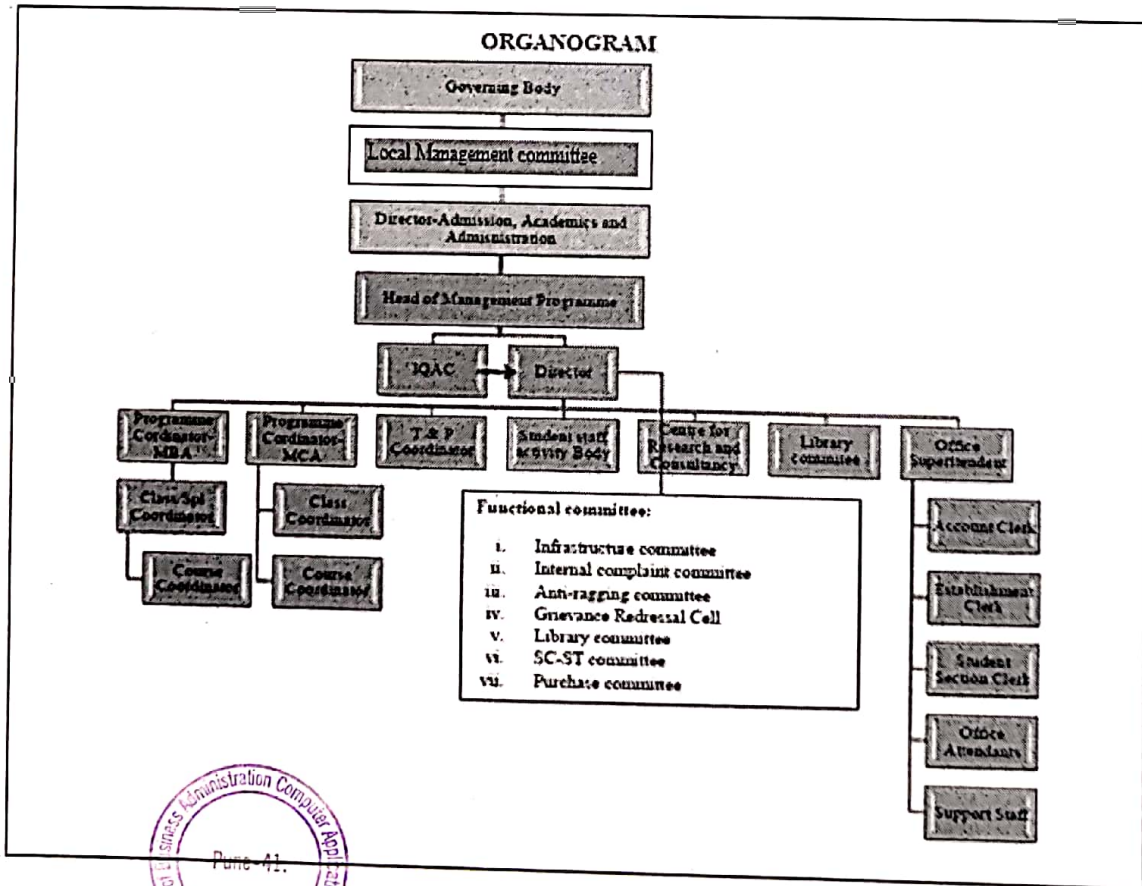 ORGANOGRAM
Governing Body
Local Management committee
Director-Admission, Academics and
Administration
Head of Management Programme
IQAC
Director
Programme
Cordinator-
MBA
Programme
Cordinator-
MCA
T & P
Coordinator
Student staff
activity Body
Centre for
Research and
Consultancy
Library
committee
Office
Superitendent
Class/Spl
Coordinator
Course
Coordinator
Class
Coordinator
Course
Coordinator
Functional committee:
i. Infrastructure committee
ii. Internal complaint committee
iii. Anti-ragging committee
iv. Grievance Redressal Cell
v. Library committee
vi. SC-ST committee
vii. Purchase committee
Account Clerk
Establishment
Clerk
Student
Section Clerk
Office
Attendants
Support Staff
Business Administration Computer
Pune-41.